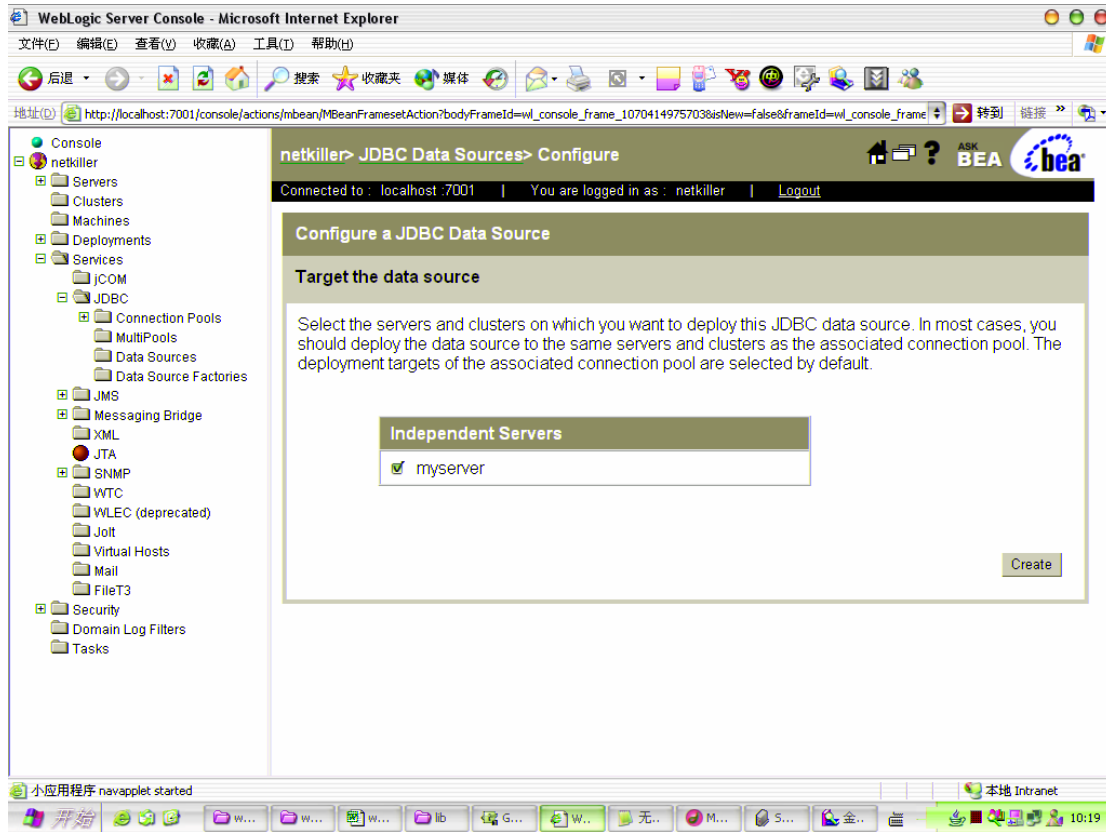 WebLogic Server Console - Microsoft Internet Explorer
文件(F) 编辑(E) 查看(V) 收藏(A) 工具(T) 帮助(H)
后退 搜索 收藏夹 媒体
地址(D) http://localhost:7001/console/actions/mbean/MBeanFramesetAction?bodyFrameId=wl_console_frame_1070414975703&isNew=false&frameId=wl_console_frame 转到 链接 »
Console
netkiller
Servers
Clusters
Machines
Deployments
Services
jCOM
JDBC
Connection Pools
MultiPools
Data Sources
Data Source Factories
JMS
Messaging Bridge
XML
JTA
SNMP
WTC
WLEC (deprecated)
Jolt
Virtual Hosts
Mail
FileT3
Security
Domain Log Filters
Tasks
netkiller> JDBC Data Sources> Configure
? ASK BEA bea
Connected to : localhost :7001 | You are logged in as : netkiller | Logout
Configure a JDBC Data Source
Target the data source
Select the servers and clusters on which you want to deploy this JDBC data source. In most cases, you
should deploy the data source to the same servers and clusters as the associated connection pool. The
deployment targets of the associated connection pool are selected by default.
Independent Servers
myserver
Create
小应用程序 navapplet started 本地 Intranet
开始 w... w... w... lib G... w.. 无.. M... S... 金.. 10:19